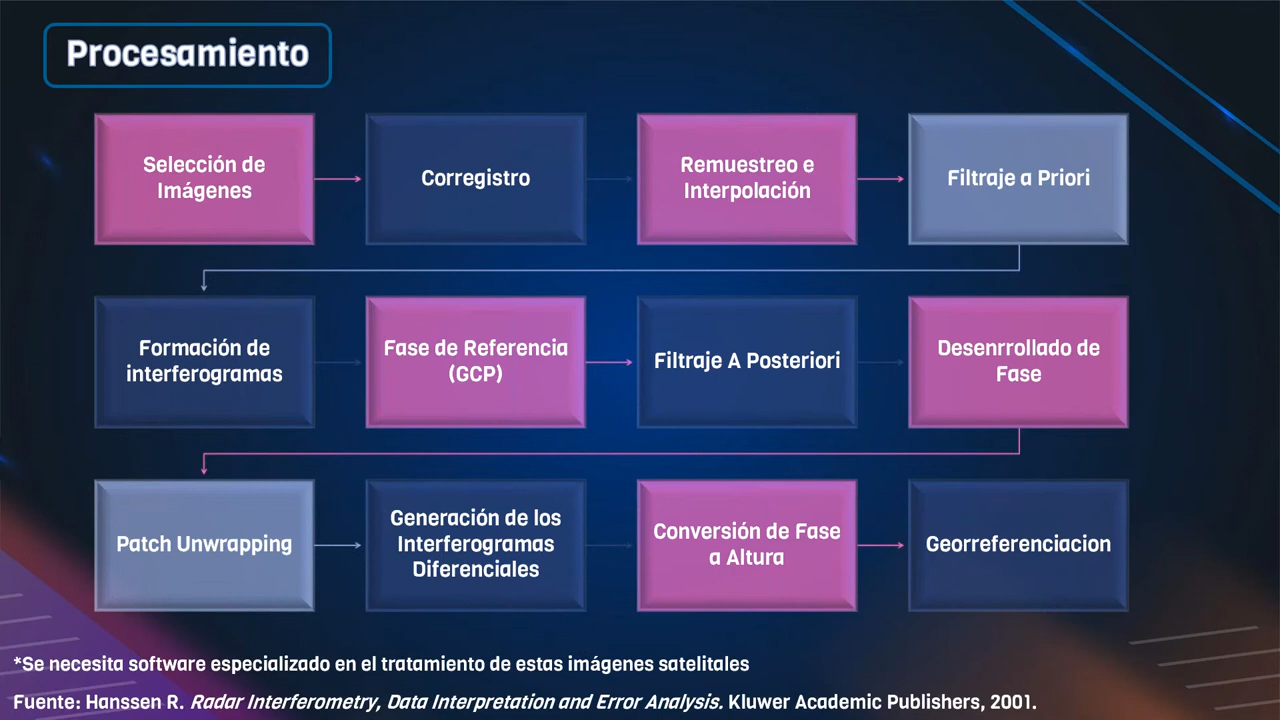 Procesamiento
Selección de
Imágenes
Corregistro
Remuestreo e
Interpolación
Filtraje a Priori
Formación de
interferogramas
Fase de Referencia
(GCP)
Filtraje A Posteriori
Desenrrollado de
Fase
Patch Unwrapping
Generación de los
Interferogramas
Diferenciales
Conversión de Fase
a Altura
Georreferenciacion
*Se necesita software especializado en el tratamiento de estas imágenes satelitales
Fuente: Hanssen R. Radar Interferometry, Data Interpretation and Error Analysis. Kluwer Academic Publishers, 2001.